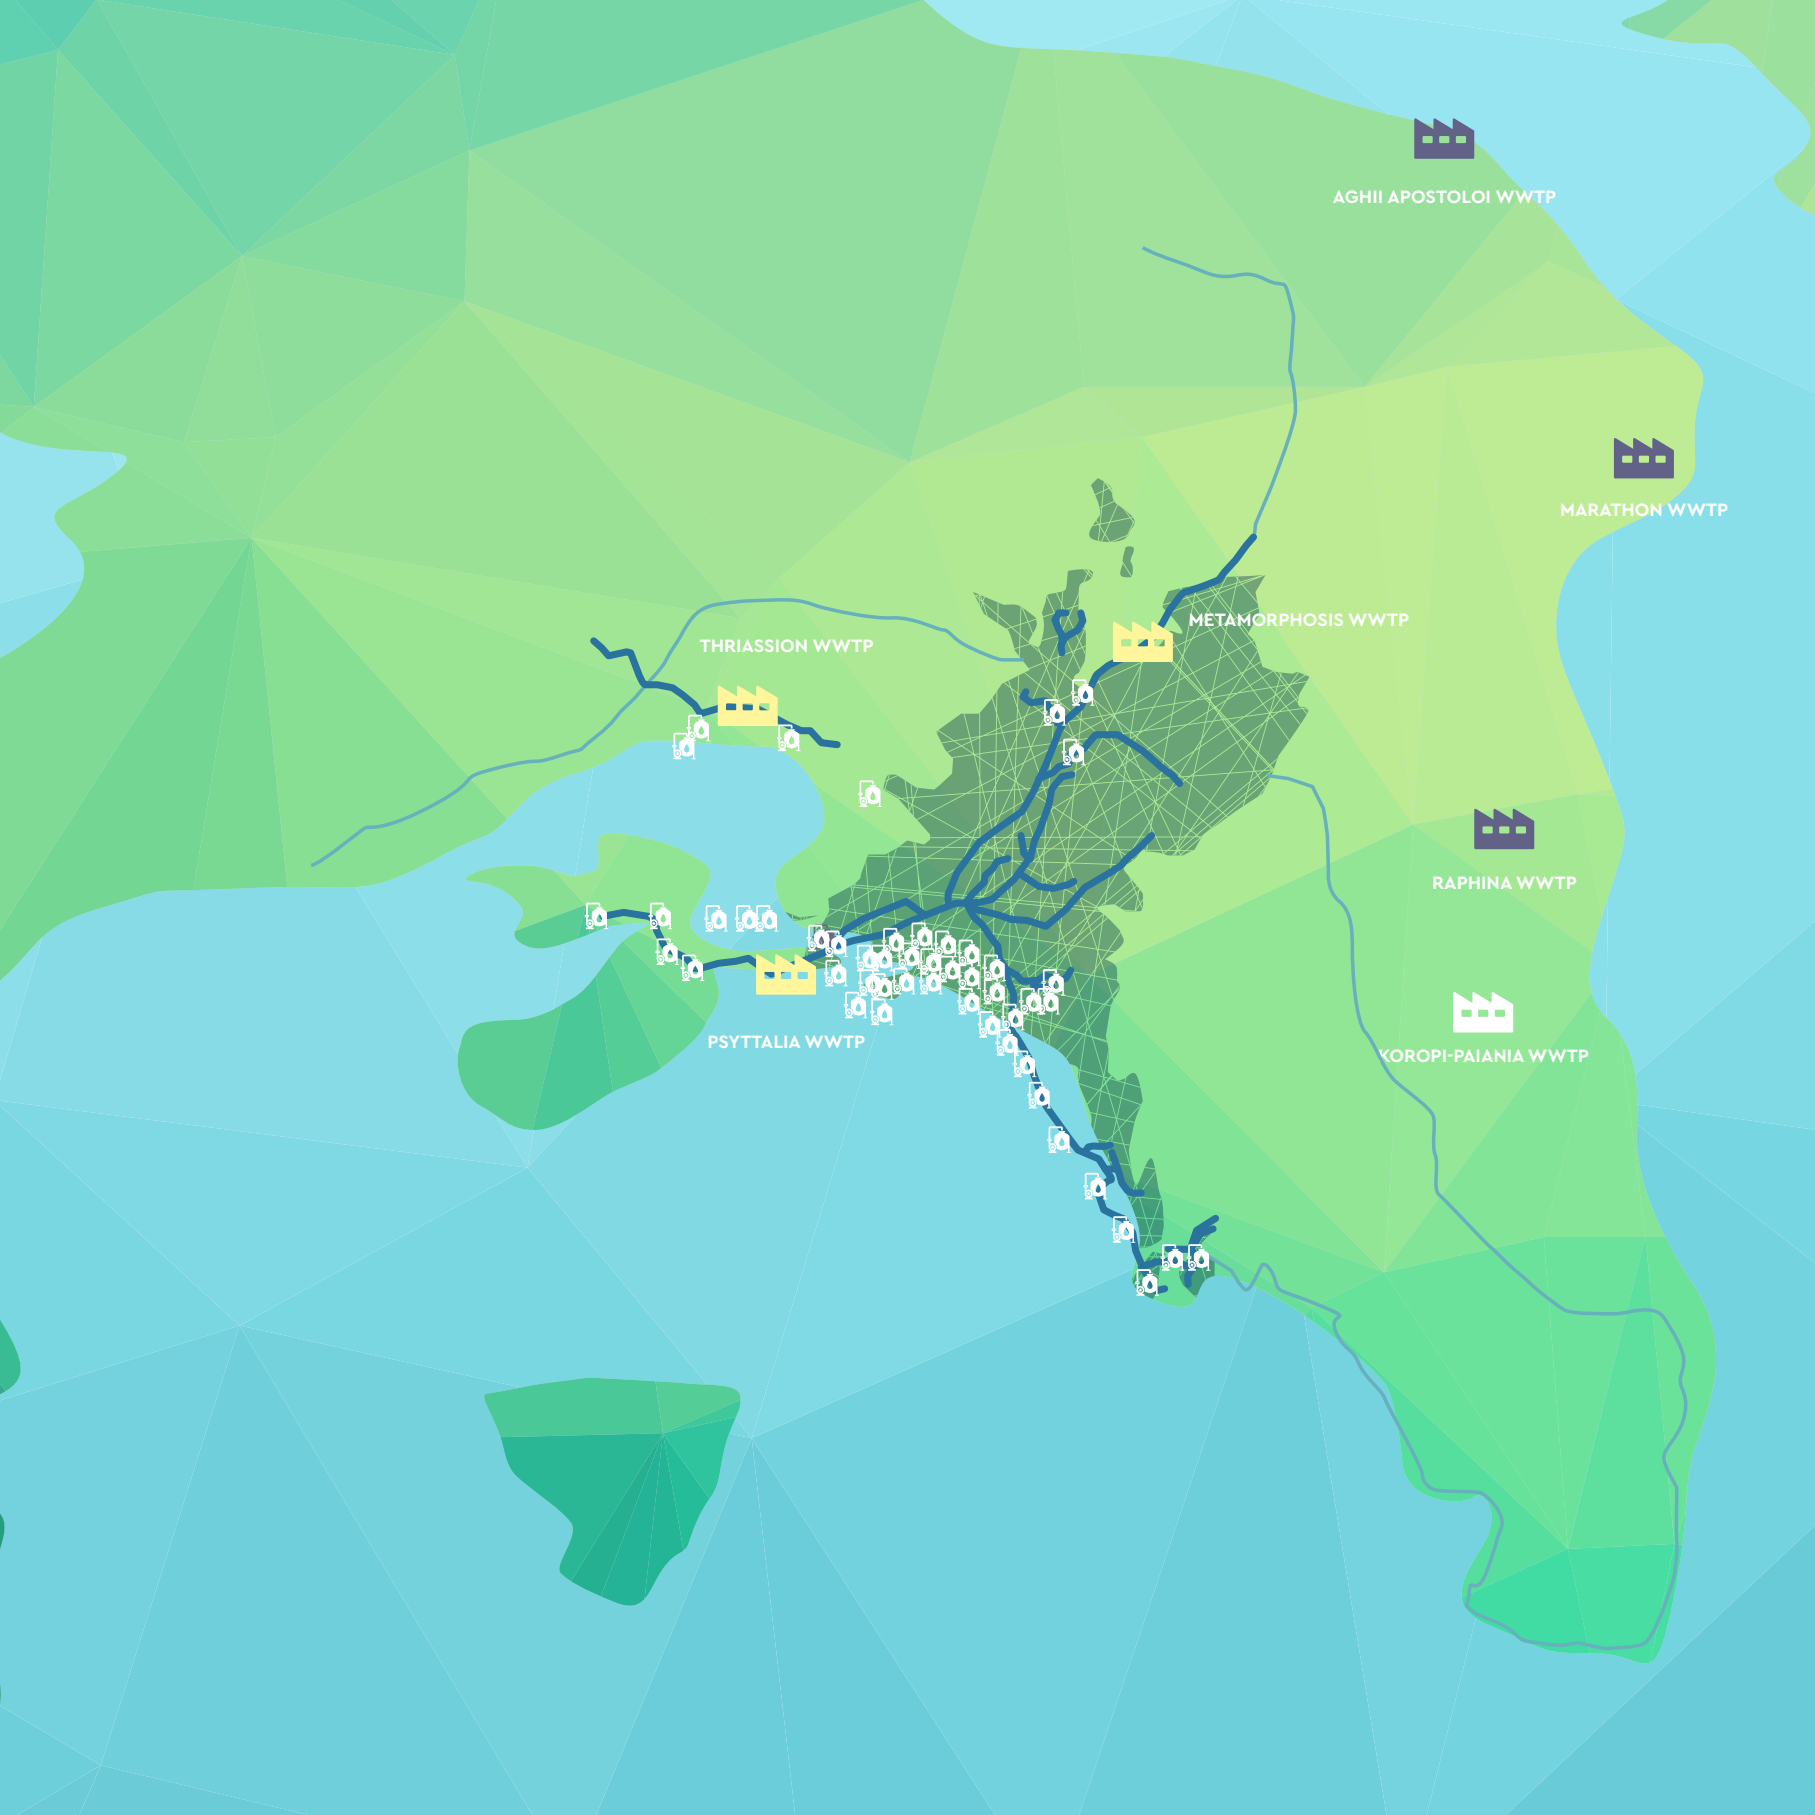 AGHII APOSTOLOI WWTP
MARATHON WWTP
METAMORPHOSIS WWTP
THRIASSION WWTP
RAPHINA WWTP
PSYTTALIA WWTP
KOROPI-PAIANIA WWTP